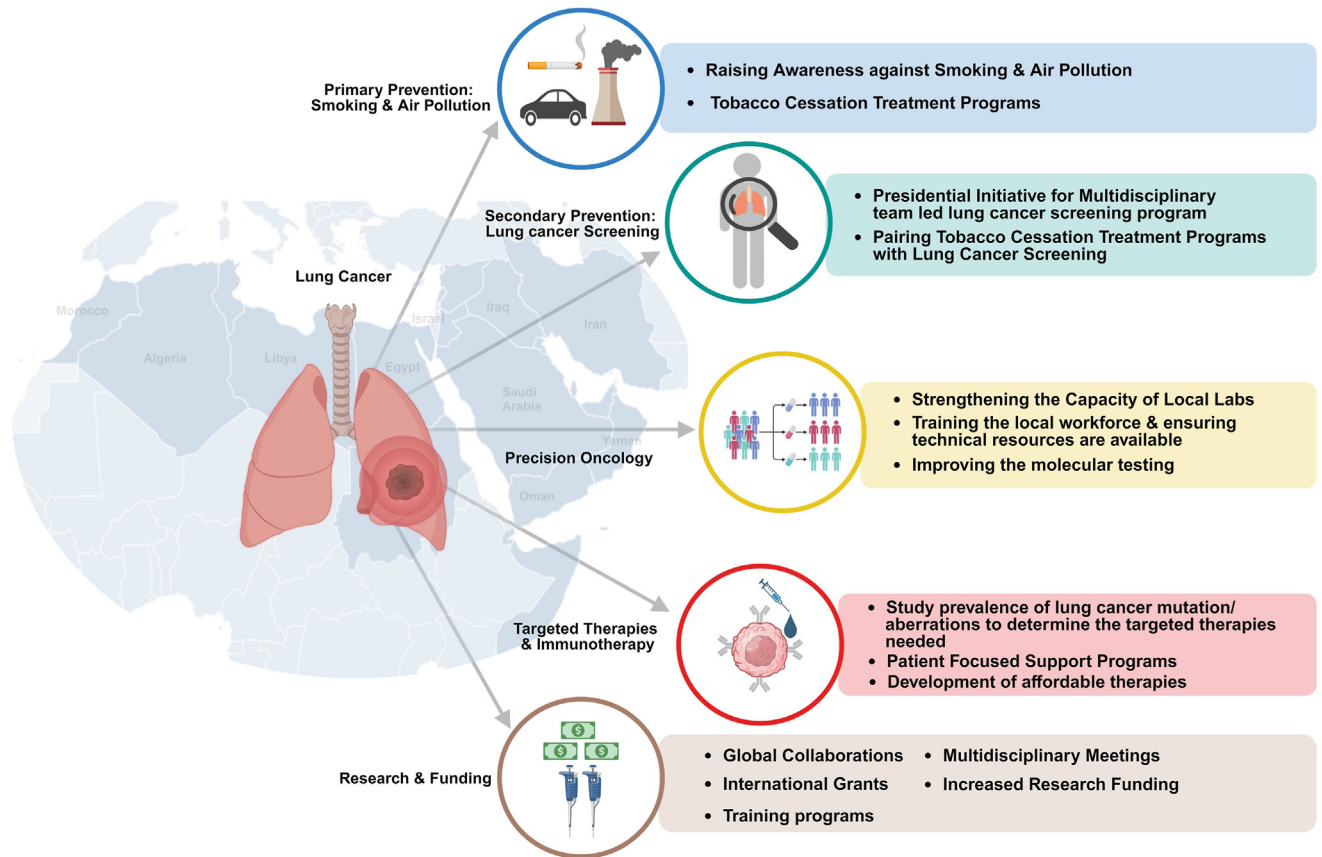 Primary Prevention:
Smoking & Air Pollution
• Raising Awareness against Smoking & Air Pollution
• Tobacco Cessation Treatment Programs
Secondary Prevention:
Lung cancer Screening
• Presidential Initiative for Multidisciplinary
team led lung cancer screening program
• Pairing Tobacco Cessation Treatment Programs
with Lung Cancer Screening
Lung Cancer
Morocco
Algeria
Libya
Egypt
Israel
Iraq
Iran
Saudi
Arabia
Yemen
Oman
Precision Oncology
• Strengthening the Capacity of Local Labs
• Training the local workforce & ensuring
technical resources are available
• Improving the molecular testing
Targeted Therapies
& Immunotherapy
• Study prevalence of lung cancer mutation/
aberrations to determine the targeted therapies
needed
• Patient Focused Support Programs
• Development of affordable therapies
Research & Funding
$
$ $
• Global Collaborations
• International Grants
• Training programs
• Multidisciplinary Meetings
• Increased Research Funding